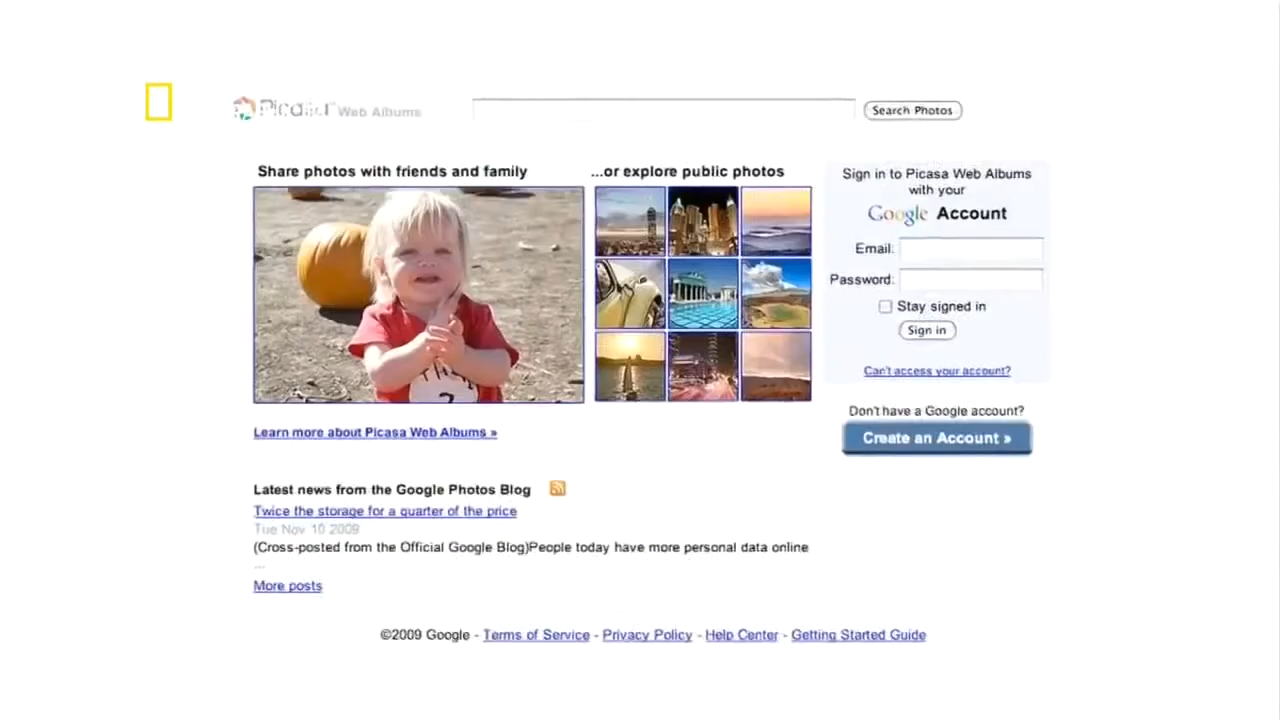 Picasa Web Albums
Search Photos
Share photos with friends and family
...or explore public photos
Sign in to Picasa Web Albums
with your
Google Account
Email:
Password:
Stay signed in
Sign in
Can't access your account?
Don't have a Google account?
Create an Account »
Learn more about Picasa Web Albums »
Latest news from the Google Photos Blog
Twice the storage for a quarter of the price
Tue Nov 10 2009
(Cross-posted from the Official Google Blog)People today have more personal data online
...
More posts
©2009 Google - Terms of Service - Privacy Policy - Help Center - Getting Started Guide